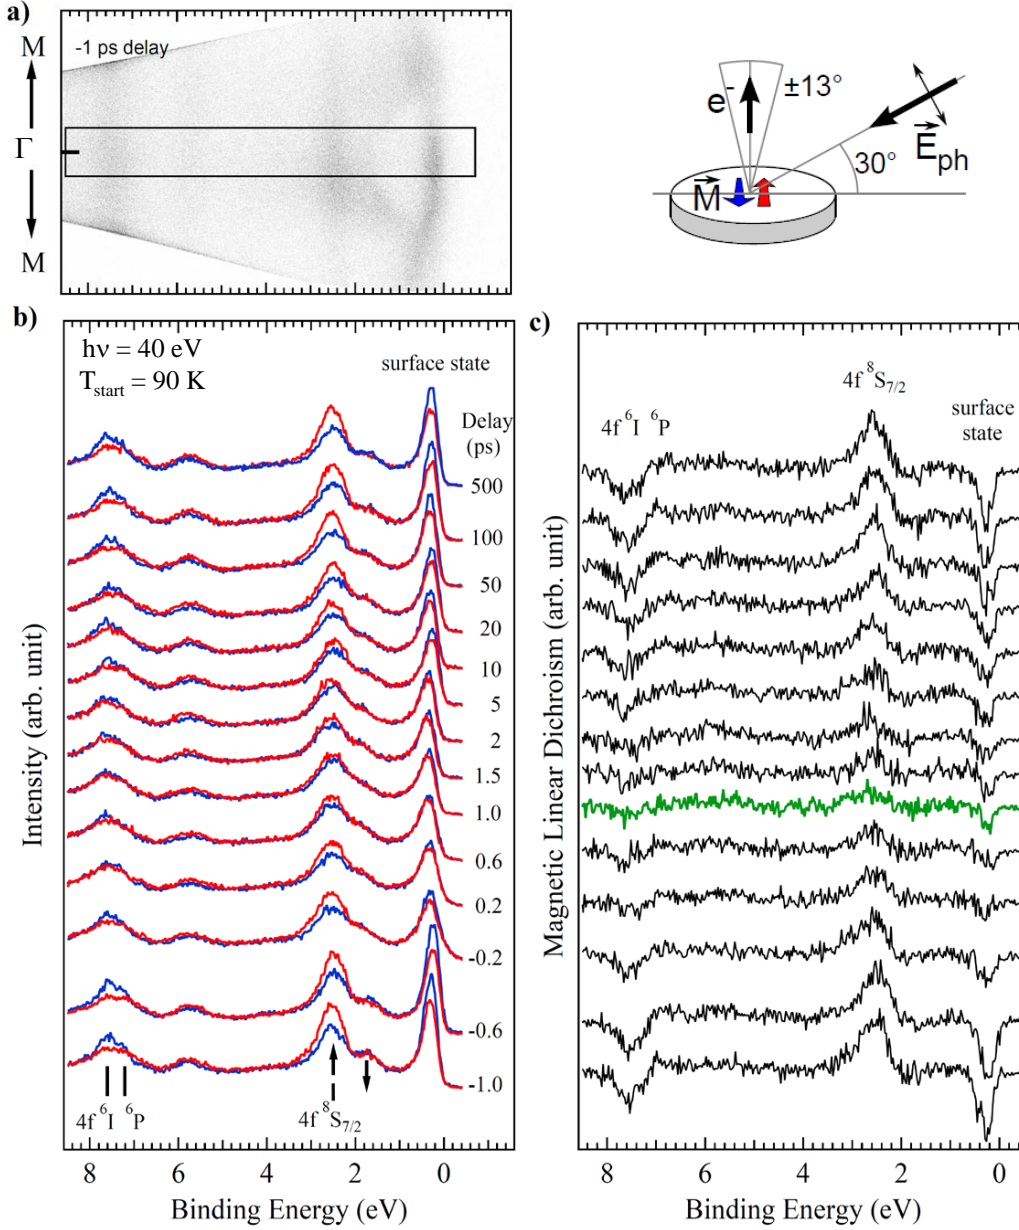 a)
M
Γ
M
-1 ps delay
e-
±13°
30°
E ph
M
b)
hν = 40 eV
T start = 90 K
surface state
Delay
(ps)
500
100
50
20
10
5
2
1.5
1.0
0.6
0.2
-0.2
-0.6
-1.0
4f ⁶I ⁶P
4f ⁸S7/2
8 6 4 2 0
Binding Energy (eV)
Intensity (arb. unit)
c)
4f ⁶I ⁶P
4f ⁸S7/2
surface
state
8 6 4 2 0
Binding Energy (eV)
Magnetic Linear Dichroism (arb. unit)